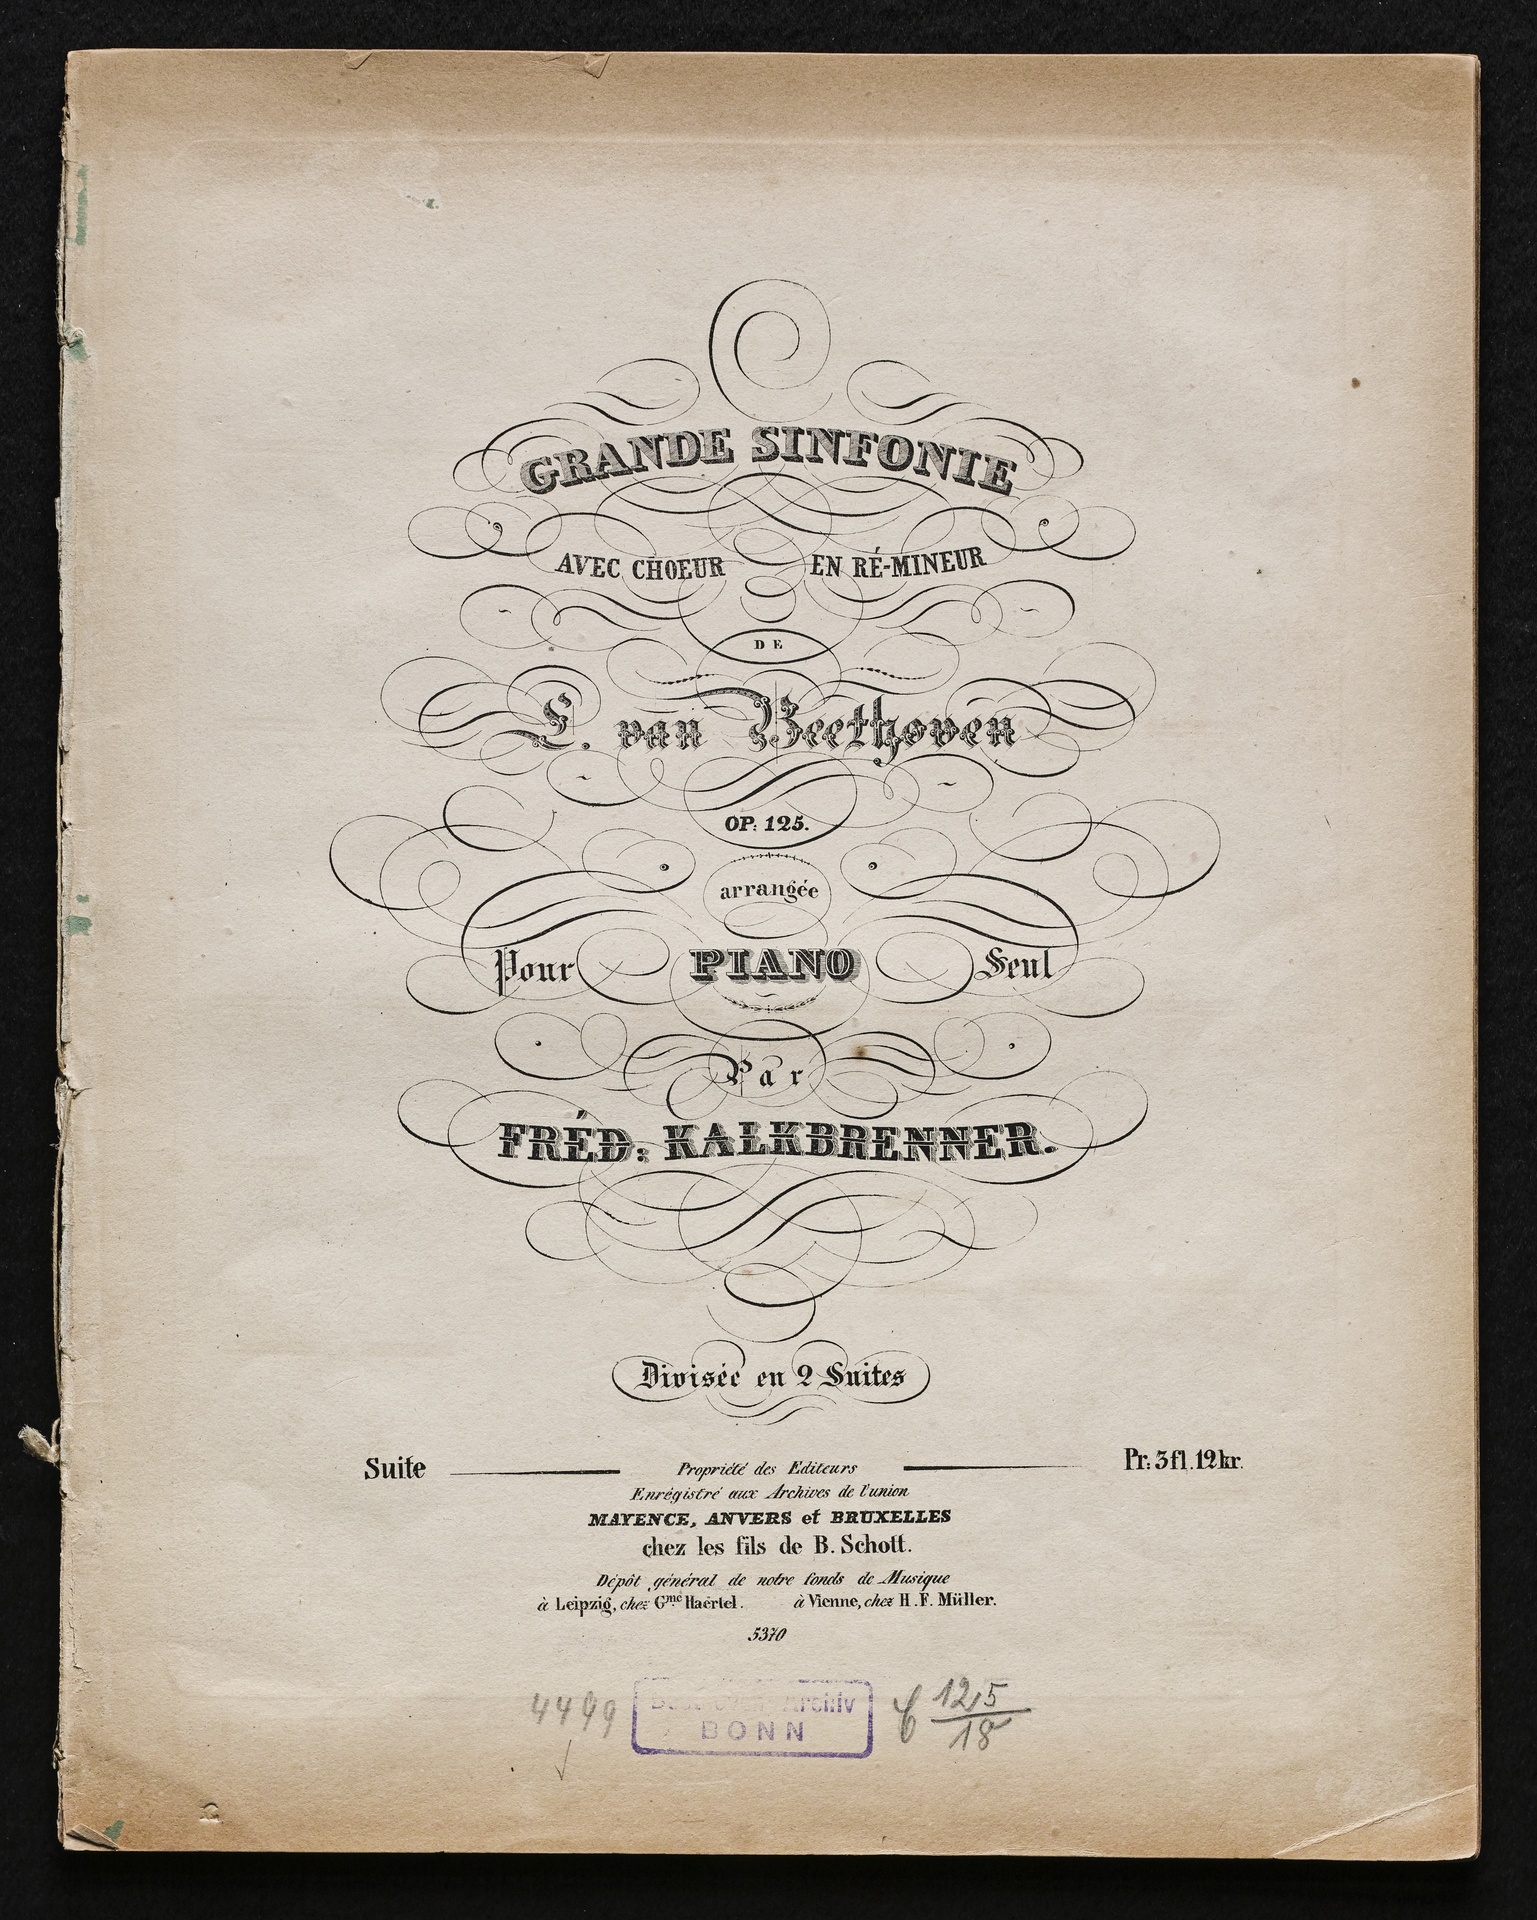 GRANDE SINFONIE
AVEC CHOEUR EN RÉ-MINEUR
DE
L. van Beethoven
OP: 125.
arrangée
Pour PIANO Seul
Par
FRÉD: KALKBRENNER.
Divisée en 2 Suites
Suite Propriété des Editeurs Pr: 3 fl. 12 kr.
Enrégistré aux Archives de l'union
MAYENCE, ANVERS et BRUXELLES
chez les fils de B. Schott.
Dépôt général de notre fonds de Musique
à Leipzig, chez Gme Haërtel. à Vienne, chez H. F. Müller.
5370
4499
Archiv
BONN
C 125/18